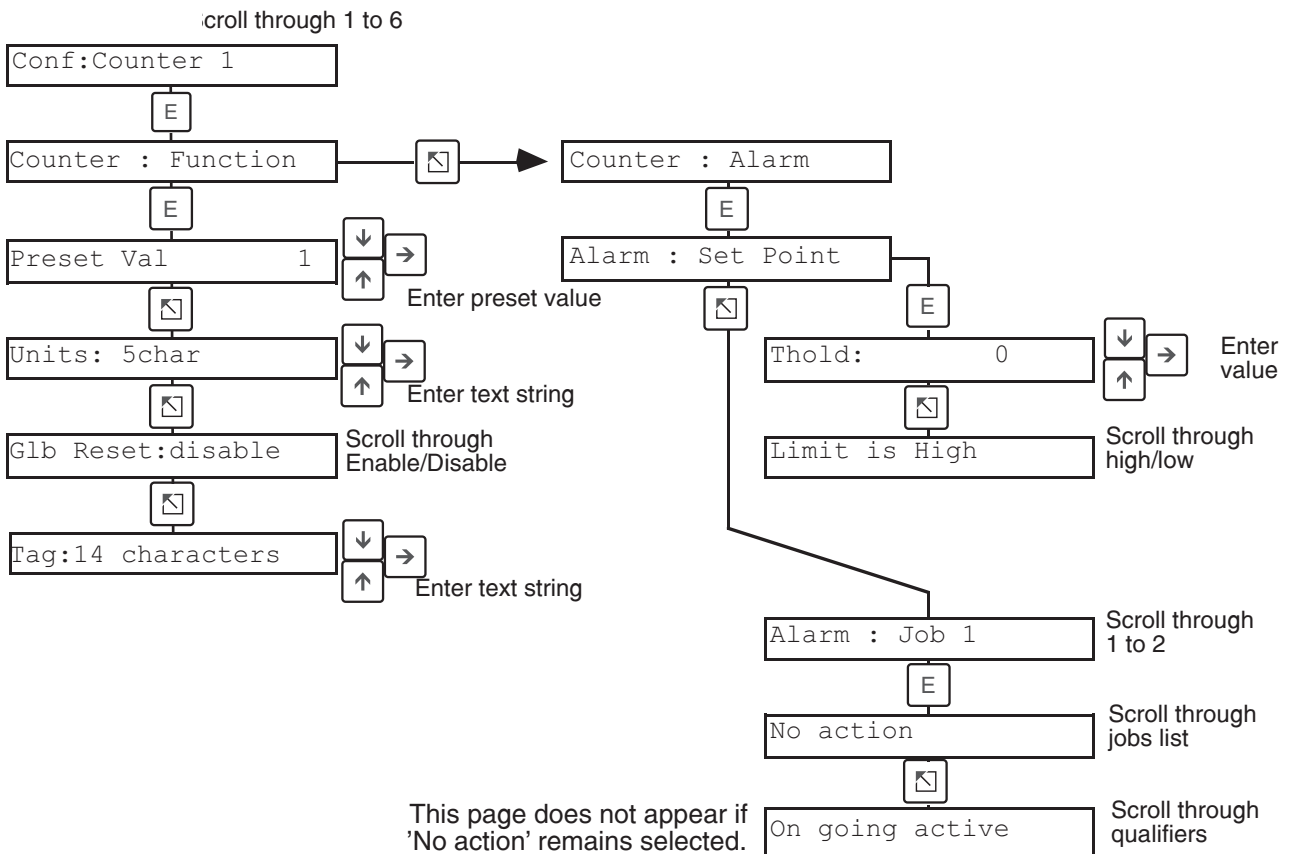 croll through 1 to 6
Conf:Counter 1
E
Counter : Function
Counter : Alarm
E
E
Preset Val 1
Enter preset value
Alarm : Set Point
E
Units: 5char
Enter text string
Thold: 0
Enter
value
Glb Reset:disable
Scroll through
Enable/Disable
Limit is High
Scroll through
high/low
Tag:14 characters
Enter text string
Alarm : Job 1
Scroll through
1 to 2
E
No action
Scroll through
jobs list
This page does not appear if
'No action' remains selected.
On going active
Scroll through
qualifiers